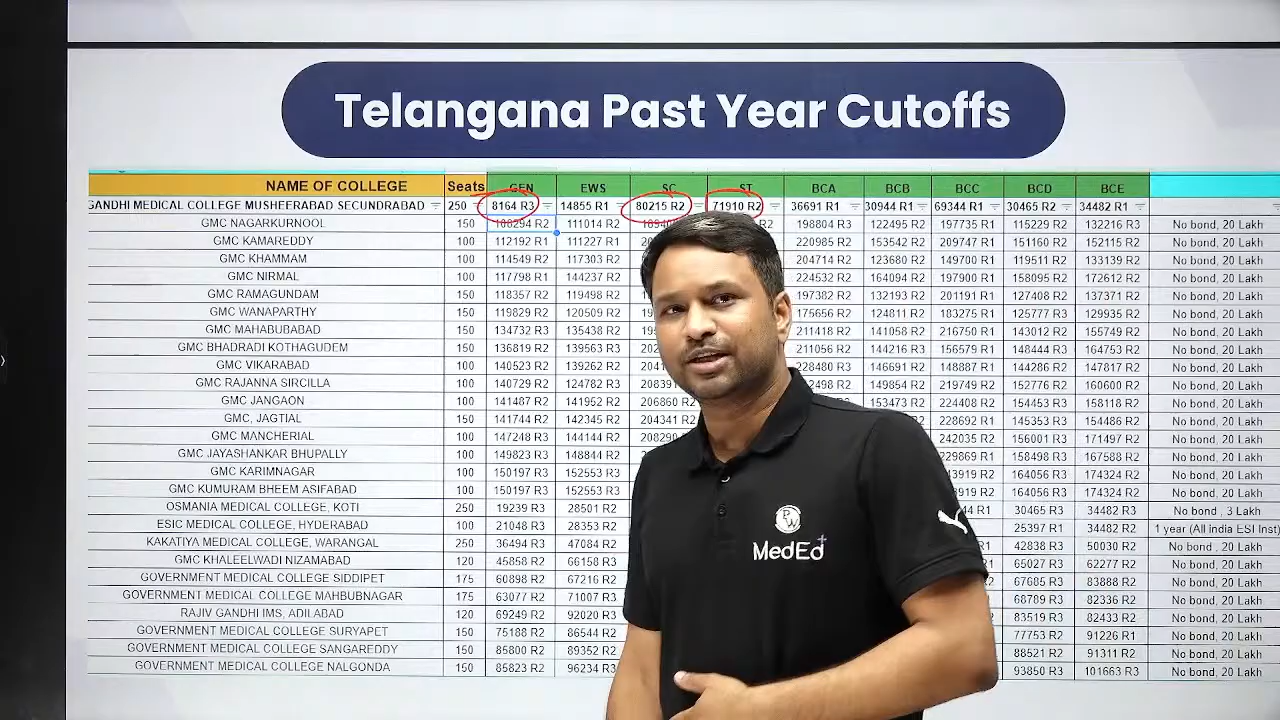 Telangana Past Year Cutoffs
NAME OF COLLEGE Seats GEN EWS SC ST BCA BCB BCC BCD BCE
GANDHI MEDICAL COLLEGE MUSHEERABAD SECUNDRABAD 250 8164 R3 14855 R1 80215 R2 71910 R2 36691 R1 30944 R1 69344 R1 30465 R2 34482 R1
GMC NAGARKURNOOL 150 R2 111014 R2 R2 198804 R3 122495 R2 197735 R1 115229 R2 132216 R3 No bond, 20 Lakh
GMC KAMAREDDY 100 112192 R1 111227 R1 220985 R2 153542 R2 209747 R1 151160 R2 152115 R2 No bond, 20 Lakh
GMC KHAMMAM 100 114549 R2 117303 R2 204714 R2 123680 R2 149700 R1 119511 R2 133139 R2 No bond, 20 Lakh
GMC NIRMAL 100 117798 R1 144237 R2 224532 R2 164094 R2 197900 R1 158095 R2 172612 R2 No bond, 20 Lakh
GMC RAMAGUNDAM 150 118357 R2 119498 R2 197382 R2 132193 R2 201191 R1 127408 R2 137371 R2 No bond, 20 Lakh
GMC WANAPARTHY 150 119829 R2 120509 R2 175656 R2 124811 R2 183275 R1 125777 R3 129935 R2 No bond, 20 Lakh
GMC MAHABUBABAD 150 134732 R3 135438 R2 211418 R2 141058 R2 216750 R1 143012 R2 155749 R2 No bond, 20 Lakh
GMC BHADRADI KOTHAGUDEM 150 136819 R2 139563 R3 211056 R2 144216 R3 156579 R1 148444 R3 164753 R2 No bond, 20 Lakh
GMC VIKARABAD 100 140523 R2 139262 R2 228480 R3 146691 R2 148887 R1 144286 R2 147817 R2 No bond, 20 Lakh
GMC RAJANNA SIRCILLA 100 140729 R2 124782 R3 149854 R2 219749 R2 152776 R2 160600 R2 No bond, 20 Lakh
GMC JANGAON 100 141487 R2 141952 R2 206860 R2 153473 R2 224408 R2 154453 R3 158118 R2 No bond, 20 Lakh
GMC, JAGTIAL 150 141744 R2 142345 R2 204341 R2 228692 R1 145353 R3 154486 R2 No bond, 20 Lakh
GMC MANCHERIAL 100 147248 R3 144144 R2 208290 242035 R2 156001 R3 171497 R2 No bond, 20 Lakh
GMC JAYASHANKAR BHUPALLY 100 149823 R3 148844 R2 229869 R1 158498 R3 167588 R2 No bond, 20 Lakh
GMC KARIMNAGAR 100 150197 R3 152553 R3 R2 164056 R3 174324 R2 No bond, 20 Lakh
GMC KUMURAM BHEEM ASIFABAD 100 150197 R3 152553 R3 R2 164056 R3 174324 R2 No bond, 20 Lakh
OSMANIA MEDICAL COLLEGE, KOTI 250 19239 R3 28501 R2 R1 30465 R3 34482 R3 No bond , 3 Lakh
ESIC MEDICAL COLLEGE, HYDERABAD 100 21048 R3 28353 R2 25397 R1 34482 R2 1 year (All india ESI Inst)
KAKATIYA MEDICAL COLLEGE, WARANGAL 250 36494 R3 47084 R2 R1 42838 R3 50030 R2 No bond , 20 Lakh
GMC KHALEELWADI NIZAMABAD 120 45858 R2 66158 R3 65027 R3 62277 R1 No bond, 20 Lakh
GOVERNMENT MEDICAL COLLEGE SIDDIPET 175 60898 R2 67216 R2 67685 R3 83888 R2 No bond, 20 Lakh
GOVERNMENT MEDICAL COLLEGE MAHBUBNAGAR 175 63077 R2 71007 R3 68789 R3 82336 R2 No bond, 20 Lakh
RAJIV GANDHI IMS, ADILABAD 120 69249 R2 92020 R3 83519 R3 82433 R2 No bond, 20 Lakh
GOVERNMENT MEDICAL COLLEGE SURYAPET 150 75188 R2 86544 R2 77753 R2 91226 R1 No bond, 20 Lakh
GOVERNMENT MEDICAL COLLEGE SANGAREDDY 150 85800 R2 89352 R2 88521 R2 91311 R2 No bond, 20 Lakh
GOVERNMENT MEDICAL COLLEGE NALGONDA 150 85823 R2 96234 R3 93850 R3 101663 R3 No bond, 20 Lakh
PW
MedEd